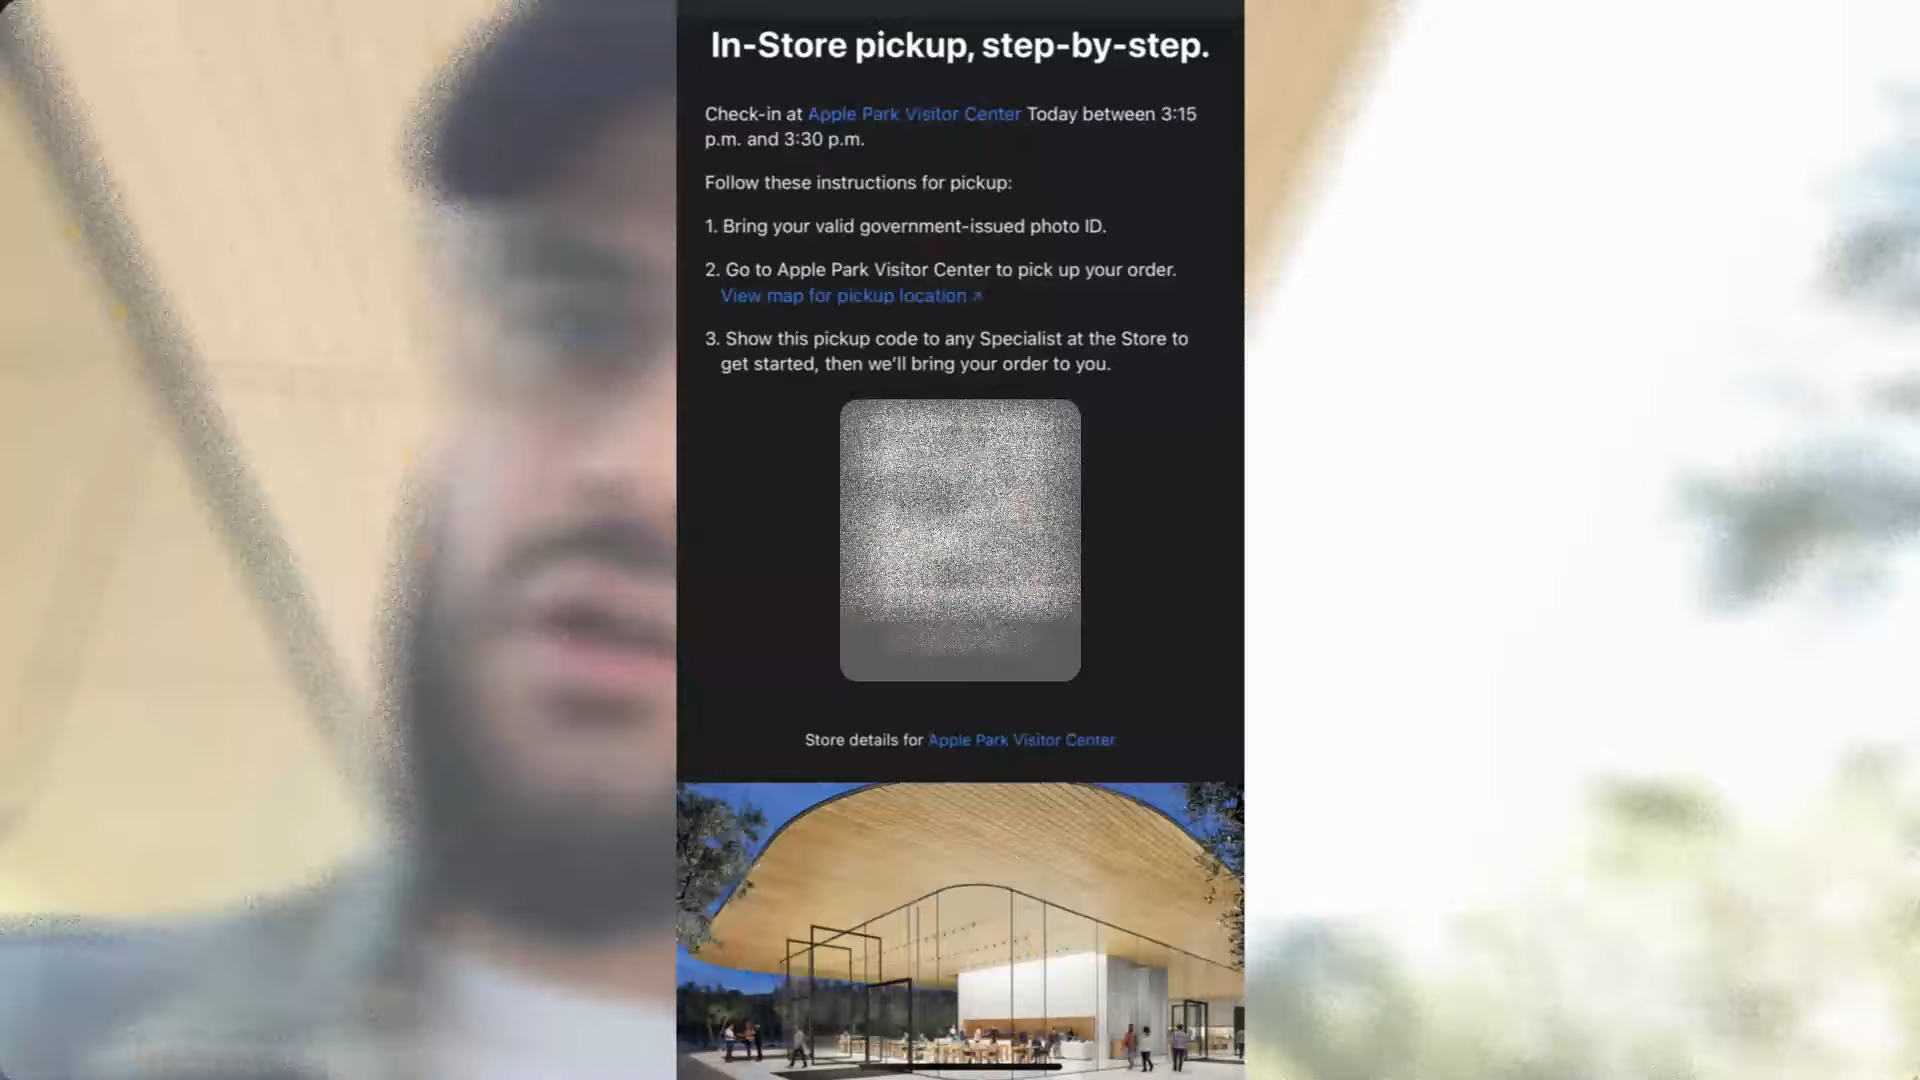 In-Store pickup, step-by-step.
Check-in at Apple Park Visitor Center Today between 3:15
p.m. and 3:30 p.m.
Follow these instructions for pickup:
1. Bring your valid government-issued photo ID.
2. Go to Apple Park Visitor Center to pick up your order.
View map for pickup location ↗
3. Show this pickup code to any Specialist at the Store to
get started, then we’ll bring your order to you.
Store details for Apple Park Visitor Center